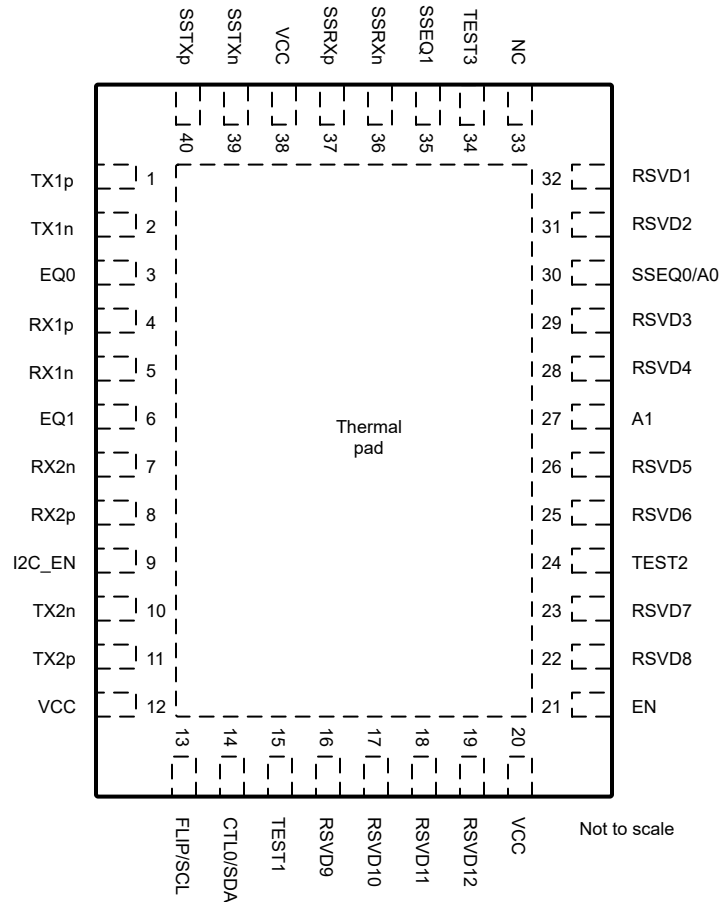 SSTXp
SSTXn
VCC
SSRXp
SSRXn
SSEQ1
TEST3
NC
40
39
38
37
36
35
34
33
TX1p 1
TX1n 2
EQ0 3
RX1p 4
RX1n 5
EQ1 6
RX2n 7
RX2p 8
I2C_EN 9
TX2n 10
TX2p 11
VCC 12
Thermal
pad
32 RSVD1
31 RSVD2
30 SSEQ0/A0
29 RSVD3
28 RSVD4
27 A1
26 RSVD5
25 RSVD6
24 TEST2
23 RSVD7
22 RSVD8
21 EN
13
14
15
16
17
18
19
20
FLIP/SCL
CTL0/SDA
TEST1
RSVD9
RSVD10
RSVD11
RSVD12
VCC
Not to scale